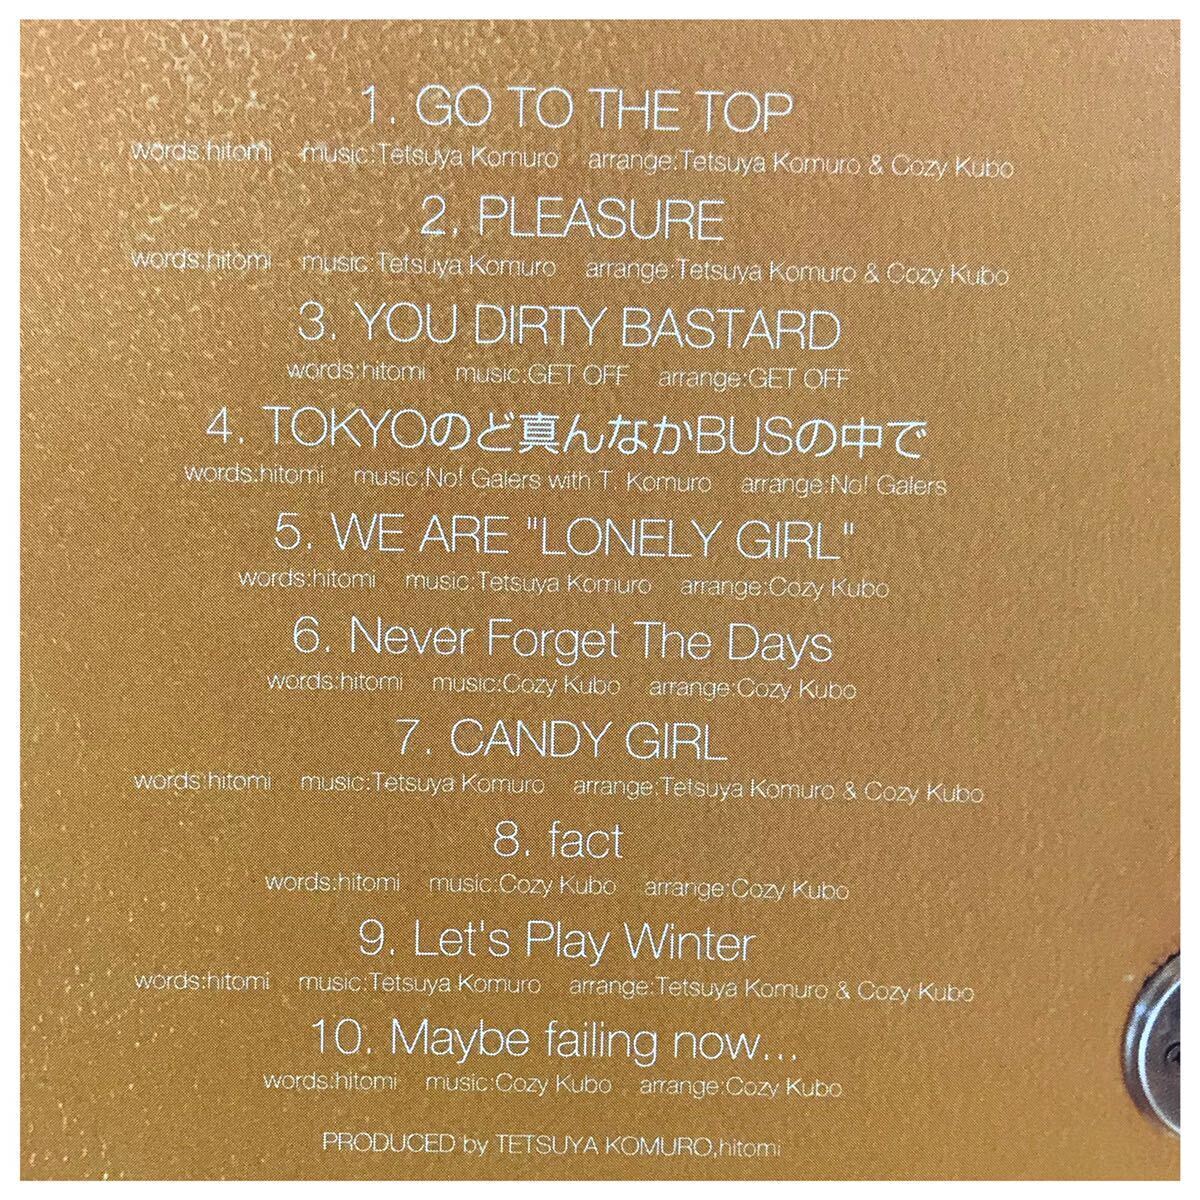 1. GO TO THE TOP
words:hitomi music:Tetsuya Komuro arrange:Tetsuya Komuro & Cozy Kubo
2. PLEASURE
words:hitomi music:Tetsuya Komuro arrange:Tetsuya Komuro & Cozy Kubo
3. YOU DIRTY BASTARD
words:hitomi music:GET OFF arrange:GET OFF
4. TOKYOのど真んなかBUSの中で
words:hitomi music:No! Galers with T. Komuro arrange:No! Galers
5. WE ARE "LONELY GIRL"
words:hitomi music:Tetsuya Komuro arrange:Cozy Kubo
6. Never Forget The Days
words:hitomi music:Cozy Kubo arrange:Cozy Kubo
7. CANDY GIRL
words:hitomi music:Tetsuya Komuro arrange:Tetsuya Komuro & Cozy Kubo
8. fact
words:hitomi music:Cozy Kubo arrange:Cozy Kubo
9. Let's Play Winter
words:hitomi music:Tetsuya Komuro arrange:Tetsuya Komuro & Cozy Kubo
10. Maybe failing now...
words:hitomi music:Cozy Kubo arrange:Cozy Kubo
PRODUCED by TETSUYA KOMURO,hitomi